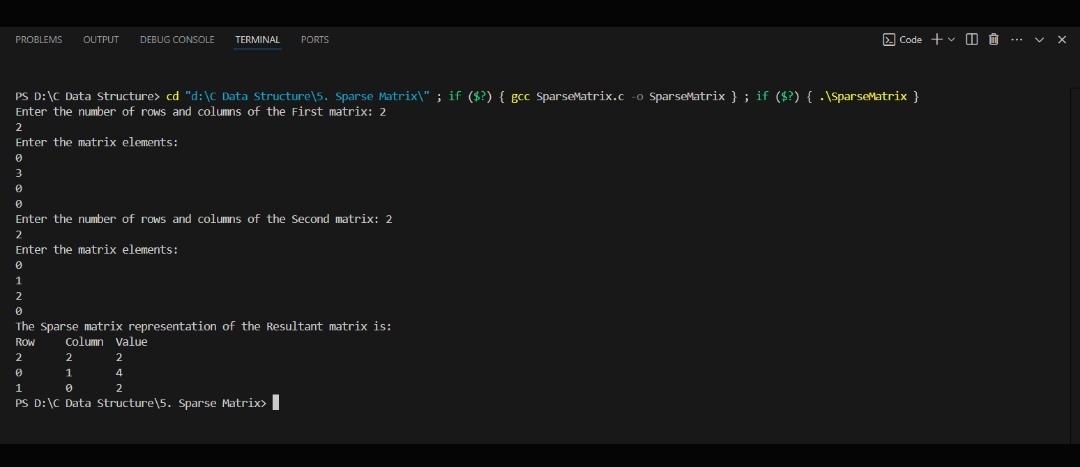 PROBLEMS OUTPUT DEBUG CONSOLE TERMINAL PORTS Code
PS D:\C Data Structure> cd "d:\C Data Structure\5. Sparse Matrix\" ; if ($?) { gcc SparseMatrix.c -o SparseMatrix } ; if ($?) { .\SparseMatrix }
Enter the number of rows and columns of the First matrix: 2
2
Enter the matrix elements:
0
3
0
0
Enter the number of rows and columns of the Second matrix: 2
2
Enter the matrix elements:
0
1
2
0
The Sparse matrix representation of the Resultant matrix is:
Row Column Value
2 2 2
0 1 4
1 0 2
PS D:\C Data Structure\5. Sparse Matrix>